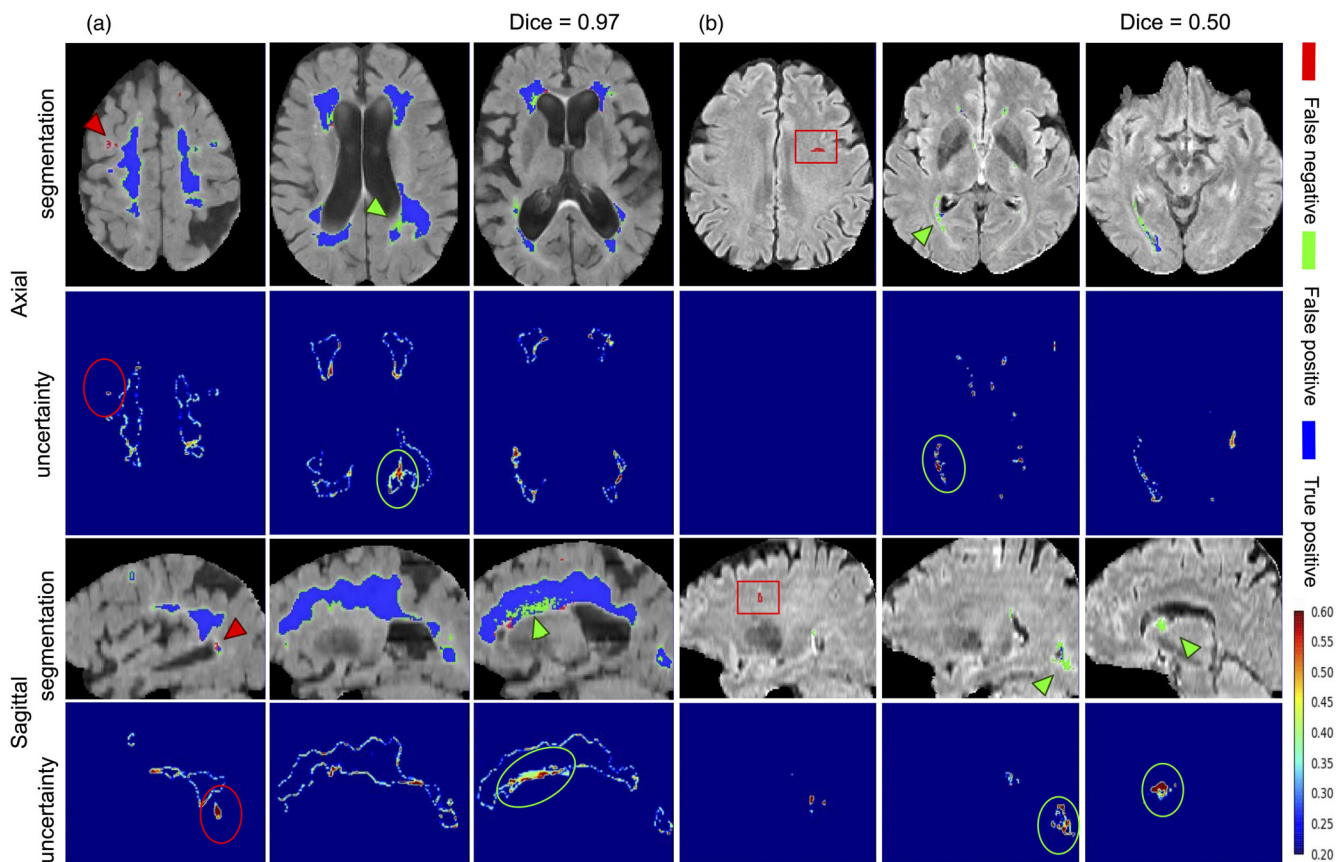 (a)
Dice = 0.97
(b)
Dice = 0.50
Axial
segmentation
uncertainty
Sagittal
segmentation
uncertainty
False negative
False positive
True positive
0.60
0.55
0.50
0.45
0.40
0.35
0.30
0.25
0.20